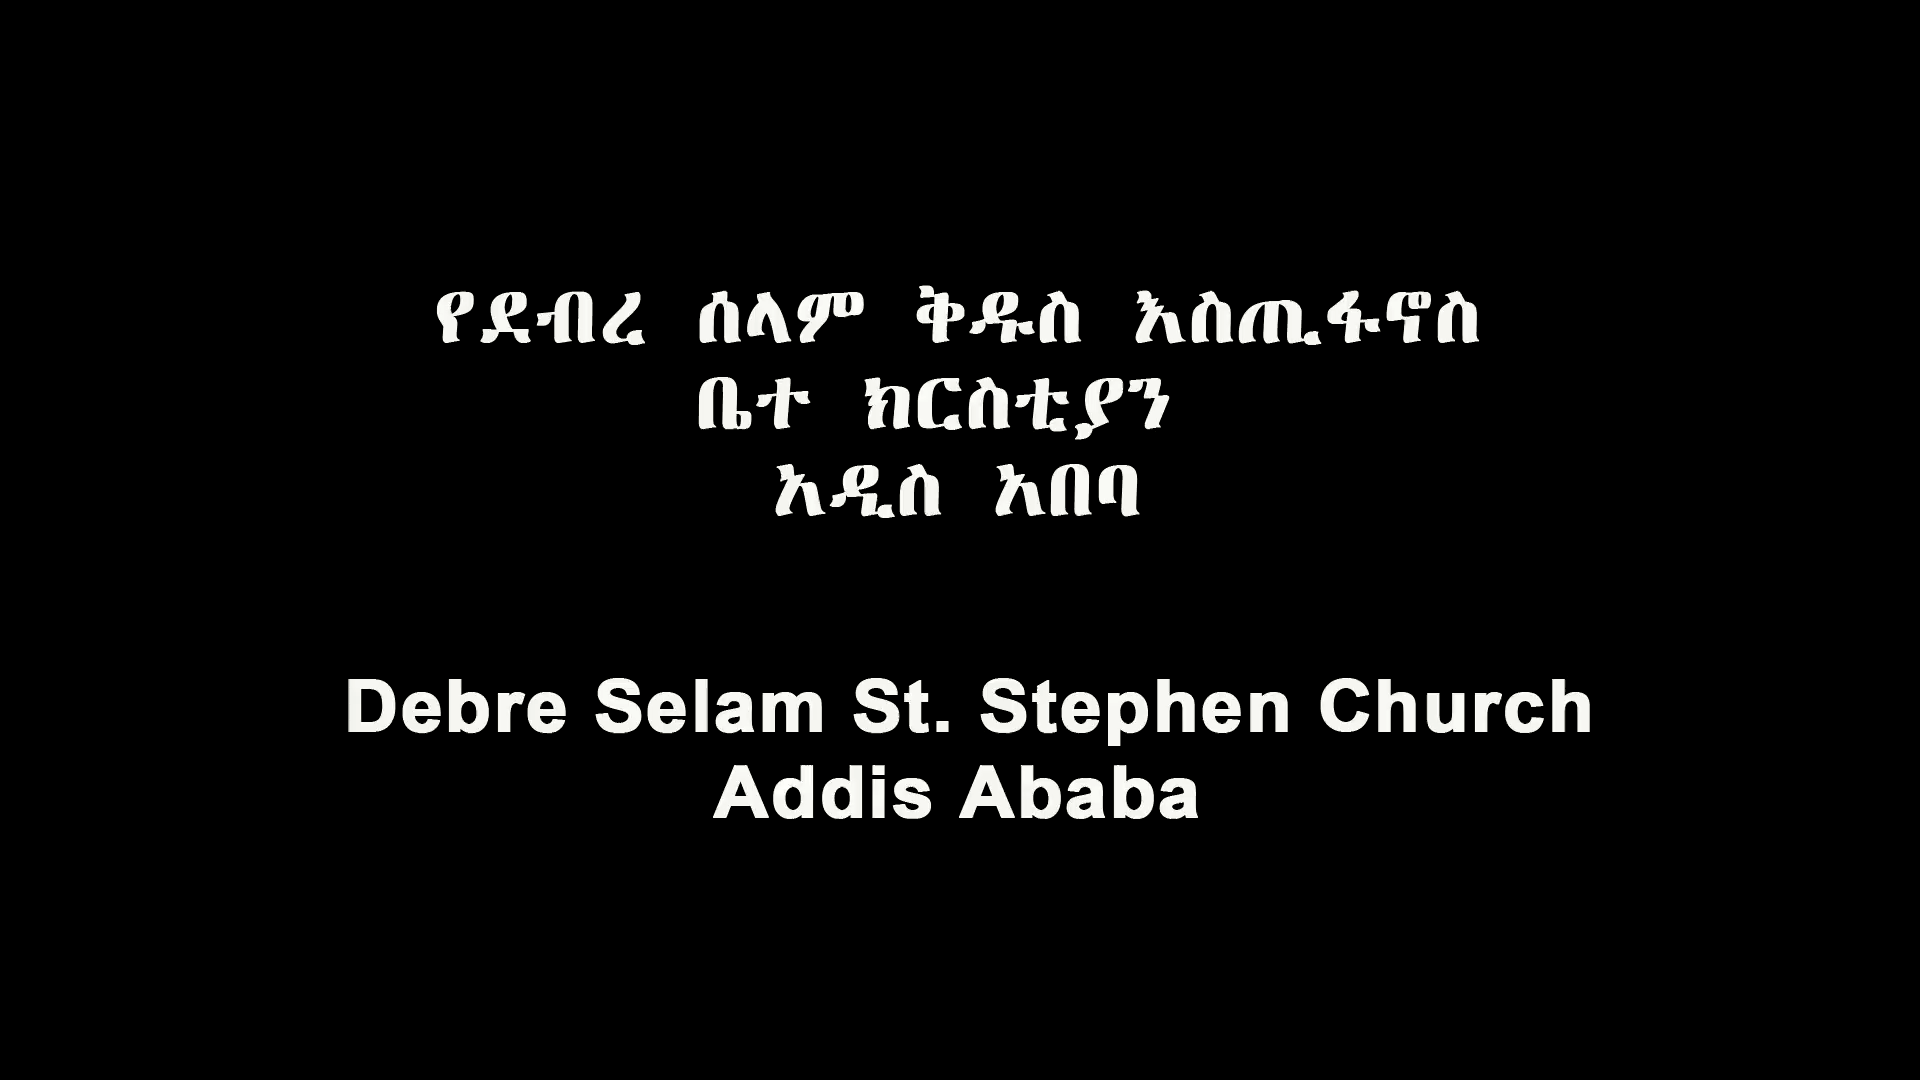 የደብረ ሰላም ቅዱስ እስጢፋኖስ
ቤተ ክርስቲያን
አዲስ አበባ
Debre Selam St. Stephen Church
Addis Ababa